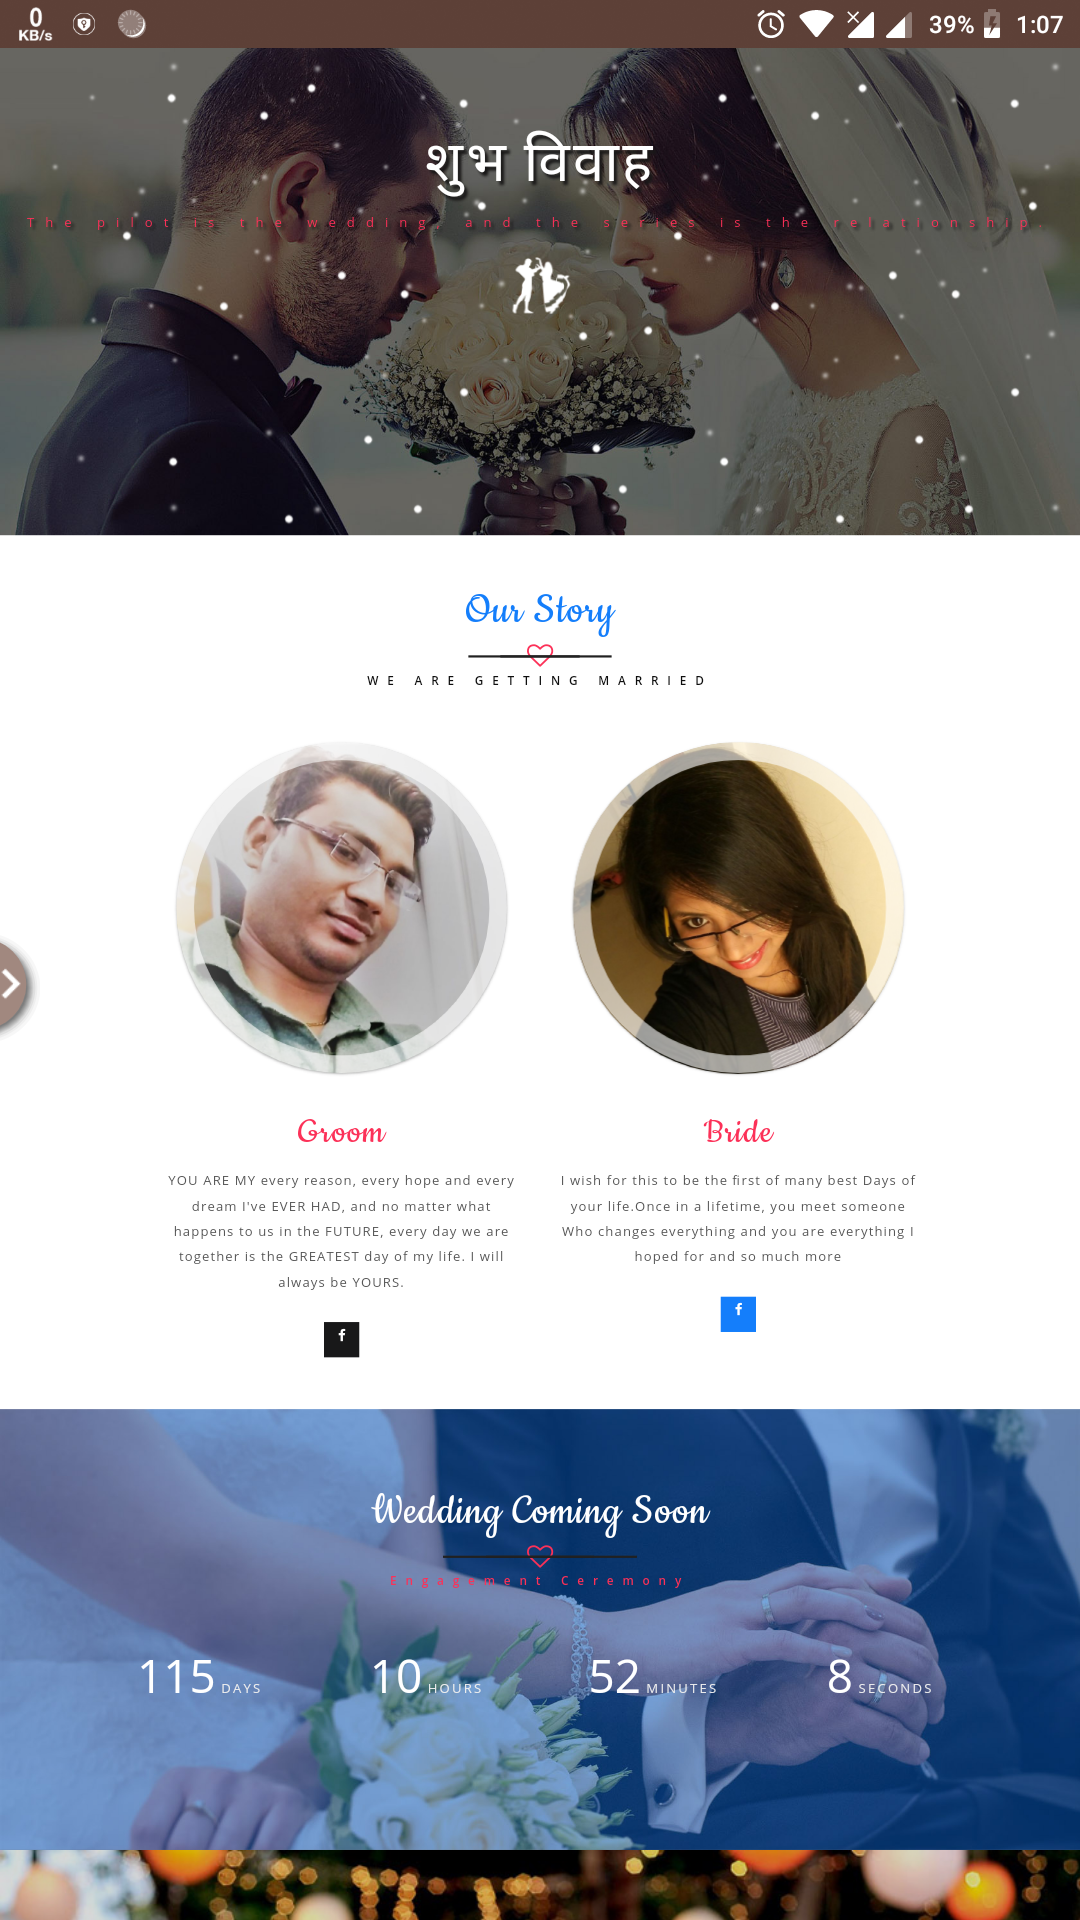 0
KB/s
39%
1:07
शुभ विवाह
The pilot is the wedding, and the series is the relationship.
Our Story
WE ARE GETTING MARRIED
Groom
YOU ARE MY every reason, every hope and every
dream I've EVER HAD, and no matter what
happens to us in the FUTURE, every day we are
together is the GREATEST day of my life. I will
always be YOURS.
f
Bride
I wish for this to be the first of many best Days of
your life.Once in a lifetime, you meet someone
Who changes everything and you are everything I
hoped for and so much more
f
Wedding Coming Soon
Engagement Ceremony
115 DAYS
10 HOURS
52 MINUTES
8 SECONDS